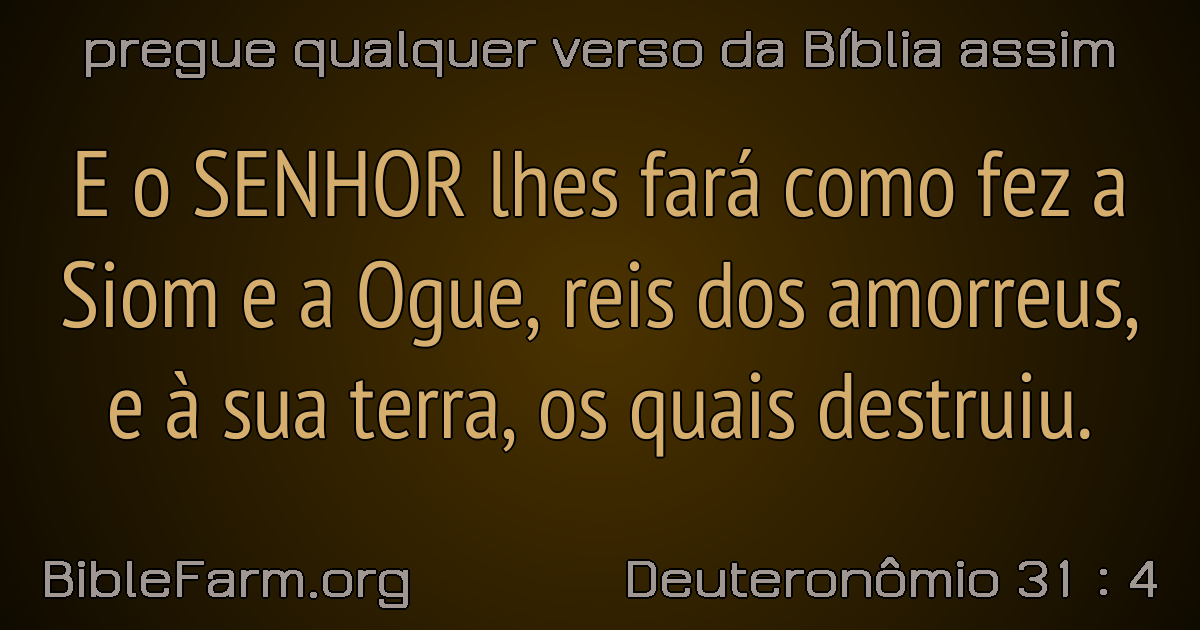 pregue qualquer verso da Bíblia assim
E o SENHOR lhes fará como fez a
Siom e a Ogue, reis dos amorreus,
e à sua terra, os quais destruiu.
BibleFarm.org
Deuteronômio 31 : 4